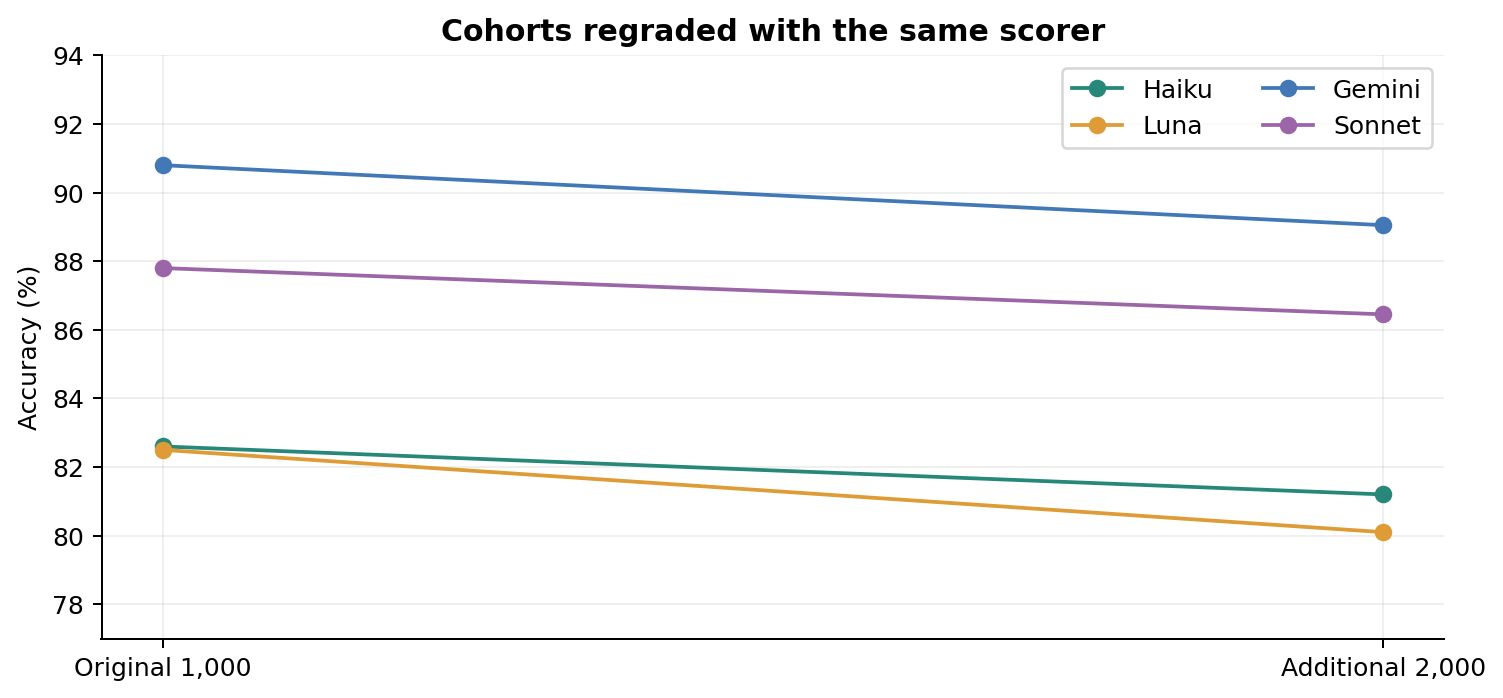 Cohorts regraded with the same scorer
Haiku
Gemini
Luna
Sonnet
Accuracy (%)
94
92
90
88
86
84
82
80
78
Original 1,000
Additional 2,000